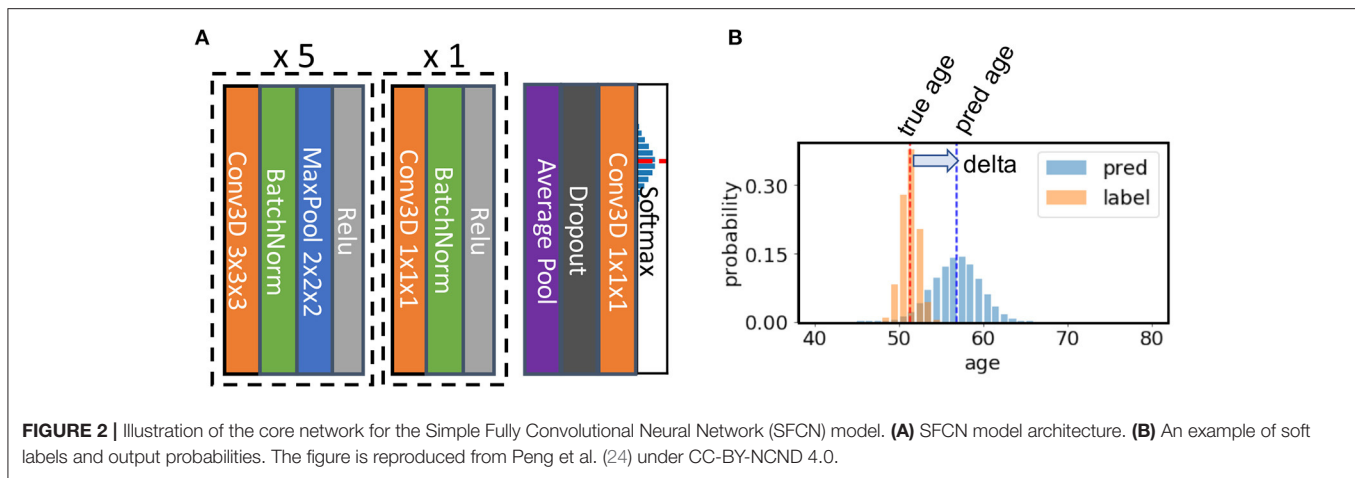 A
x 5
x 1
Conv3D 3x3x3
BatchNorm
MaxPool 2x2x2
Relu
Conv3D 1x1x1
BatchNorm
Relu
Average Pool
Dropout
Conv3D 1x1x1
Softmax
B
true age
pred age
delta
pred
label
probability
0.30
0.15
0.00
40
50
60
70
80
age
FIGURE 2 | Illustration of the core network for the Simple Fully Convolutional Neural Network (SFCN) model. (A) SFCN model architecture. (B) An example of soft
labels and output probabilities. The figure is reproduced from Peng et al. (24) under CC-BY-NCND 4.0.